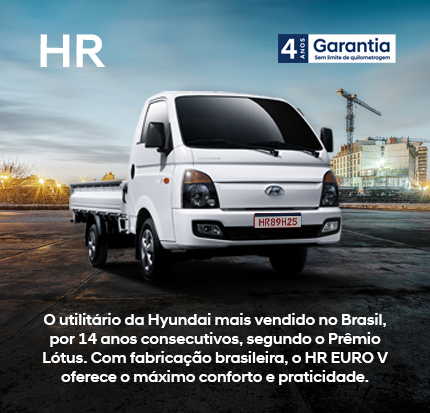 HR
4 ANOS
Garantia
Sem limite de quilometragem
HR89H25
O utilitário da Hyundai mais vendido no Brasil,
por 14 anos consecutivos, segundo o Prêmio
Lótus. Com fabricação brasileira, o HR EURO V
oferece o máximo conforto e praticidade.